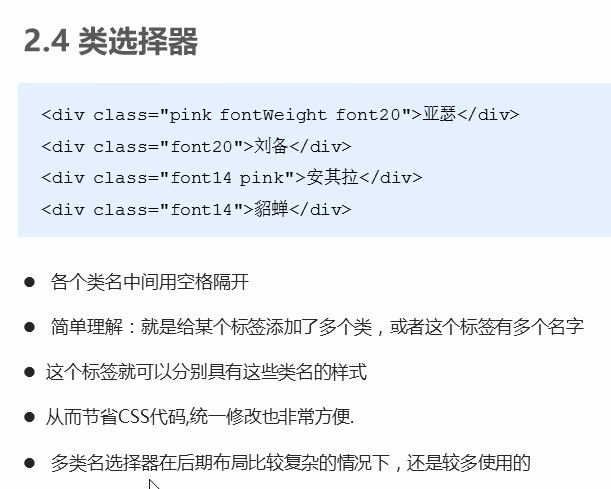 2.4 类选择器
<div class="pink fontWeight font20">亚瑟</div>
<div class="font20">刘备</div>
<div class="font14 pink">安其拉</div>
<div class="font14">貂蝉</div>
● 各个类名中间用空格隔开
● 简单理解：就是给某个标签添加了多个类，或者这个标签有多个名字
● 这个标签就可以分别具有这些类名的样式
● 从而节省CSS代码,统一修改也非常方便.
● 多类名选择器在后期布局比较复杂的情况下，还是较多使用的